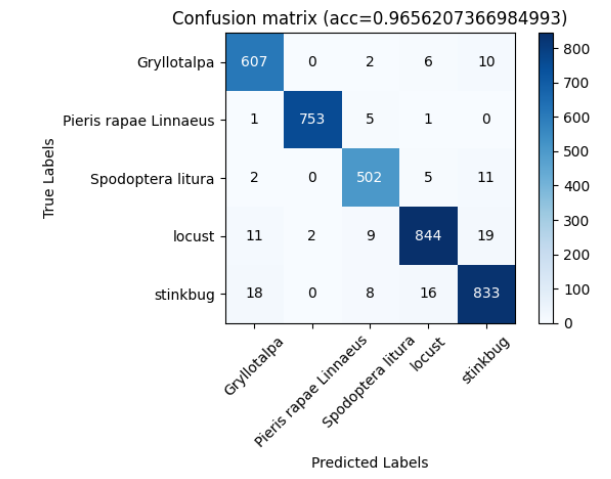 Confusion matrix (acc=0.9656207366984993)
True Labels
Gryllotalpa 607 0 2 6 10
Pieris rapae Linnaeus 1 753 5 1 0
Spodoptera litura 2 0 502 5 11
locust 11 2 9 844 19
stinkbug 18 0 8 16 833
Gryllotalpa
Pieris rapae Linnaeus
Spodoptera litura
locust
stinkbug
Predicted Labels
800
700
600
500
400
300
200
100
0